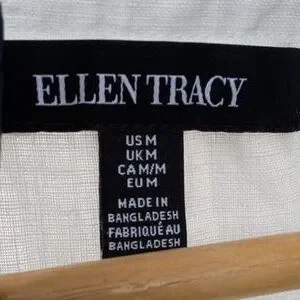 ELLEN TRACY
US M
UK M
CA M/M
EU M
MADE IN
BANGLADESH
FABRIQUÉ AU
BANGLADESH